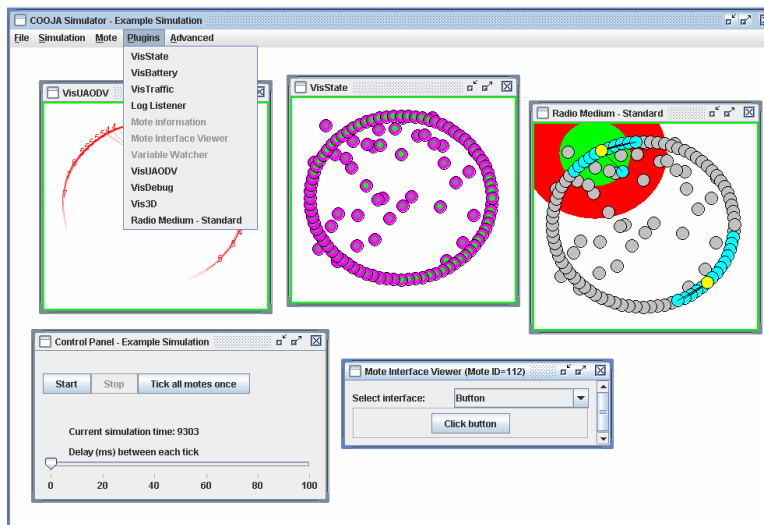 COOJA Simulator - Example Simulation
File Simulation Mote Plugins Advanced
VisState
VisBattery
VisTraffic
Log Listener
Mote information
Mote Interface Viewer
Variable Watcher
VisUAODV
VisDebug
Vis3D
Radio Medium - Standard
VisUAODV
VisState
Radio Medium - Standard
Control Panel - Example Simulation
Start Stop Tick all motes once
Current simulation time: 9303
Delay (ms) between each tick
0 20 40 60 80 100
Mote Interface Viewer (Mote ID=112)
Select interface: Button
Click button